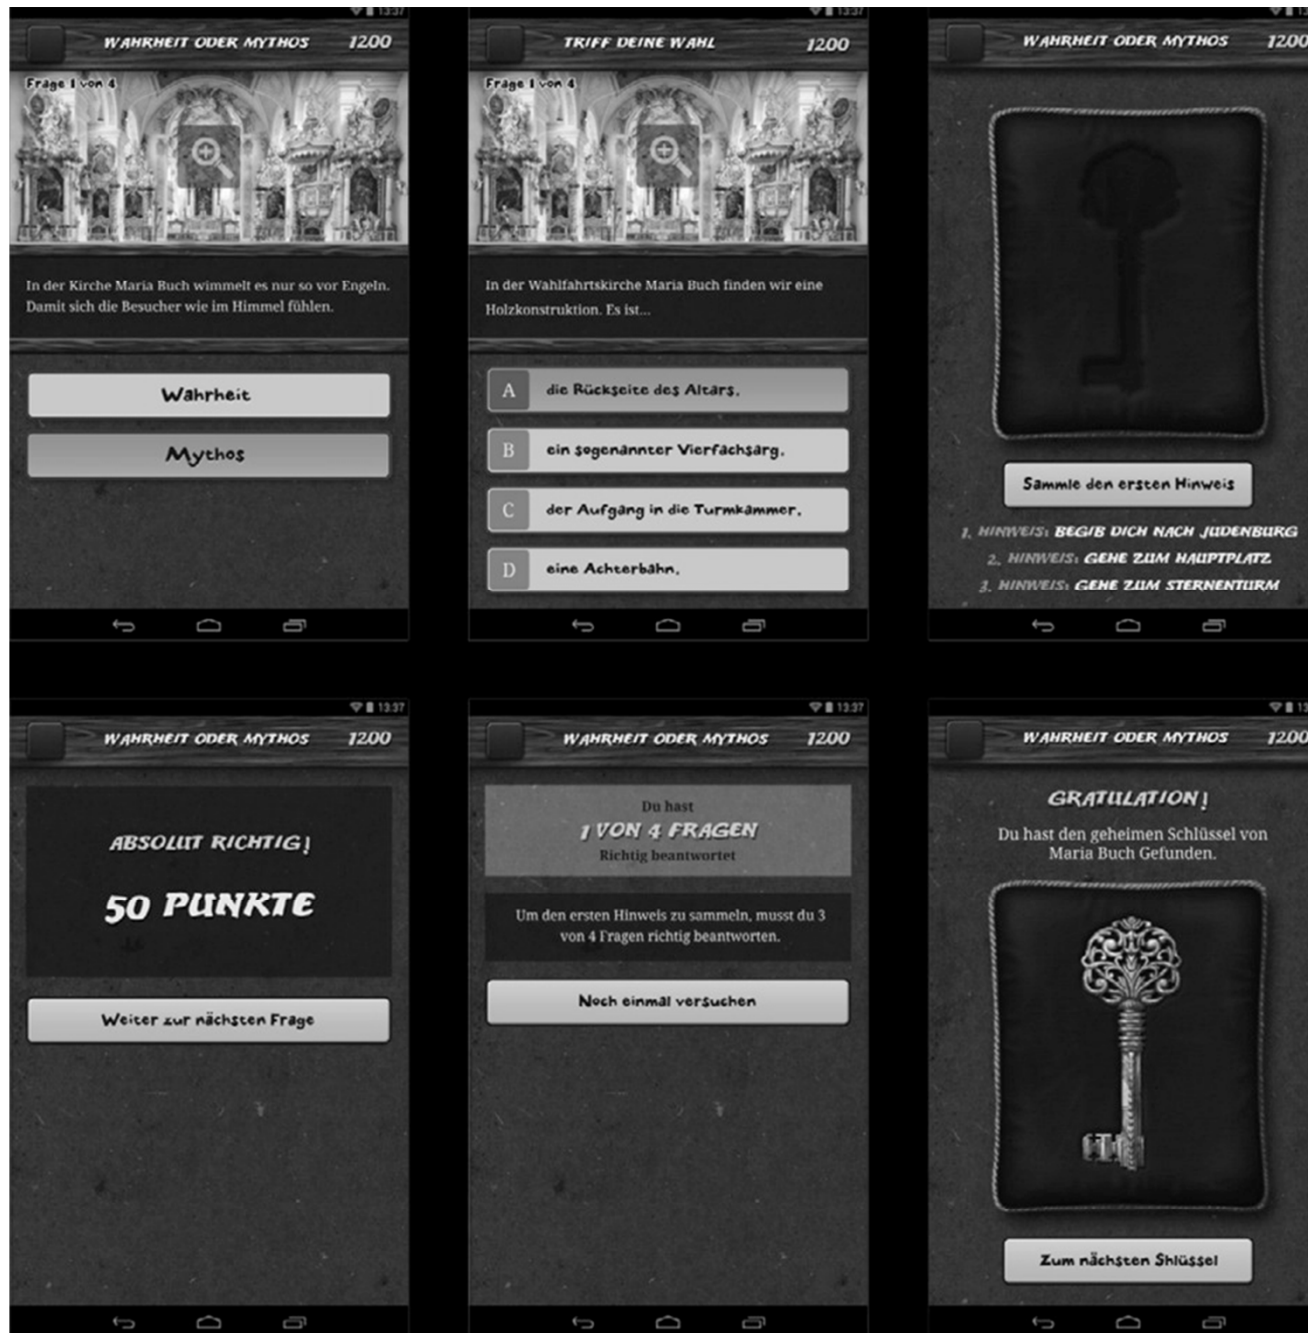 13:37
WAHRHEIT ODER MYTHOS 1200
Frage 1 von 4
In der Kirche Maria Buch wimmelt es nur so vor Engeln.
Damit sich die Besucher wie im Himmel fühlen.
Wahrheit
Mythos
13:37
TRIFF DEINE WAHL 1200
Frage 1 von 4
In der Wahlfahrtskirche Maria Buch finden wir eine
Holzkonstruktion. Es ist...
A die Rückseite des Altars.
B ein sogenannter Vierfachsarg.
C der Aufgang in die Turmkammer.
D eine Achterbahn.
WAHRHEIT ODER MYTHOS 1200
Sammle den ersten Hinweis
1. HINWEIS: BEGIB DICH NACH JUDENBURG
2. HINWEIS: GEHE ZUM HAUPTPLATZ
3. HINWEIS: GEHE ZUM STERNENTURM
13:37
WAHRHEIT ODER MYTHOS 1200
ABSOLUT RICHTIG!
50 PUNKTE
Weiter zur nächsten Frage
13:37
WAHRHEIT ODER MYTHOS 1200
Du hast
1 VON 4 FRAGEN
Richtig beantwortet
Um den ersten Hinweis zu sammeln, musst du 3
von 4 Fragen richtig beantworten.
Noch einmal versuchen
WAHRHEIT ODER MYTHOS 1200
GRATULATION!
Du hast den geheimen Schlüssel von
Maria Buch Gefunden.
Zum nächsten Shlüssel